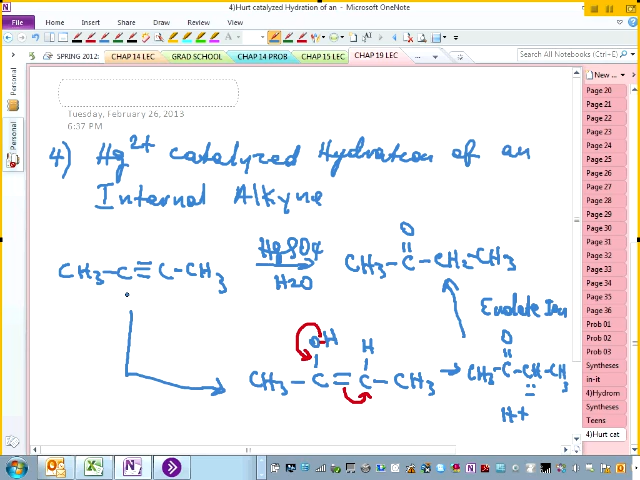 4)Hurt catalyzed Hydration of an - Microsoft OneNote
File Home Insert Share Draw Review View
SPRING 2012: CHAP 14 LEC GRAD SCHOOL CHAP 14 PROB CHAP 15 LEC CHAP 19 LEC ... Search All Notebooks (Ctrl+E)
Personal
Personal
Tuesday, February 26, 2013
6:37 PM
4) Hg2+ catalyzed Hydration of an
Internal Alkyne
CH3-C≡C-CH3 HgSO4 H2O CH3-C-CH2-CH3
O
Enolate Ion
OH H
O
CH3-C=C-CH3 CH3-C-CH-CH3
H+
New ...
Page 20
Page 21
Page 22
Page 23
Page 24
Page 25
Page 26
Page 27
Page 28
Page 29
Page 30
Page 31
Page 32
Page 33
Page 34
Page 35
Page 36
Prob 01
Prob 02
Prob 03
Syntheses
in-it
4)Hydrom
Syntheses
Teens
4)Hurt cat
6:37 PM